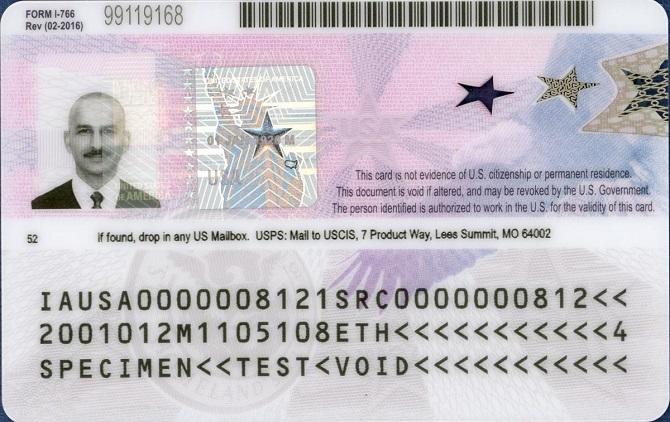 FORM I-766
Rev (02-2016)
99119168
This card is not evidence of U.S. citizenship or permanent residence.
This document is void if altered, and may be revoked by the U.S. Government.
The person identified is authorized to work in the U.S. for the validity of this card.
52
If found, drop in any US Mailbox. USPS: Mail to USCIS, 7 Product Way, Lees Summit, MO 64002
IAUSA0000008121SRC0000000812<<
2001012M1105108ETH<<<<<<<<<<<4
SPECIMEN<<TEST<VOID<<<<<<<<<<<